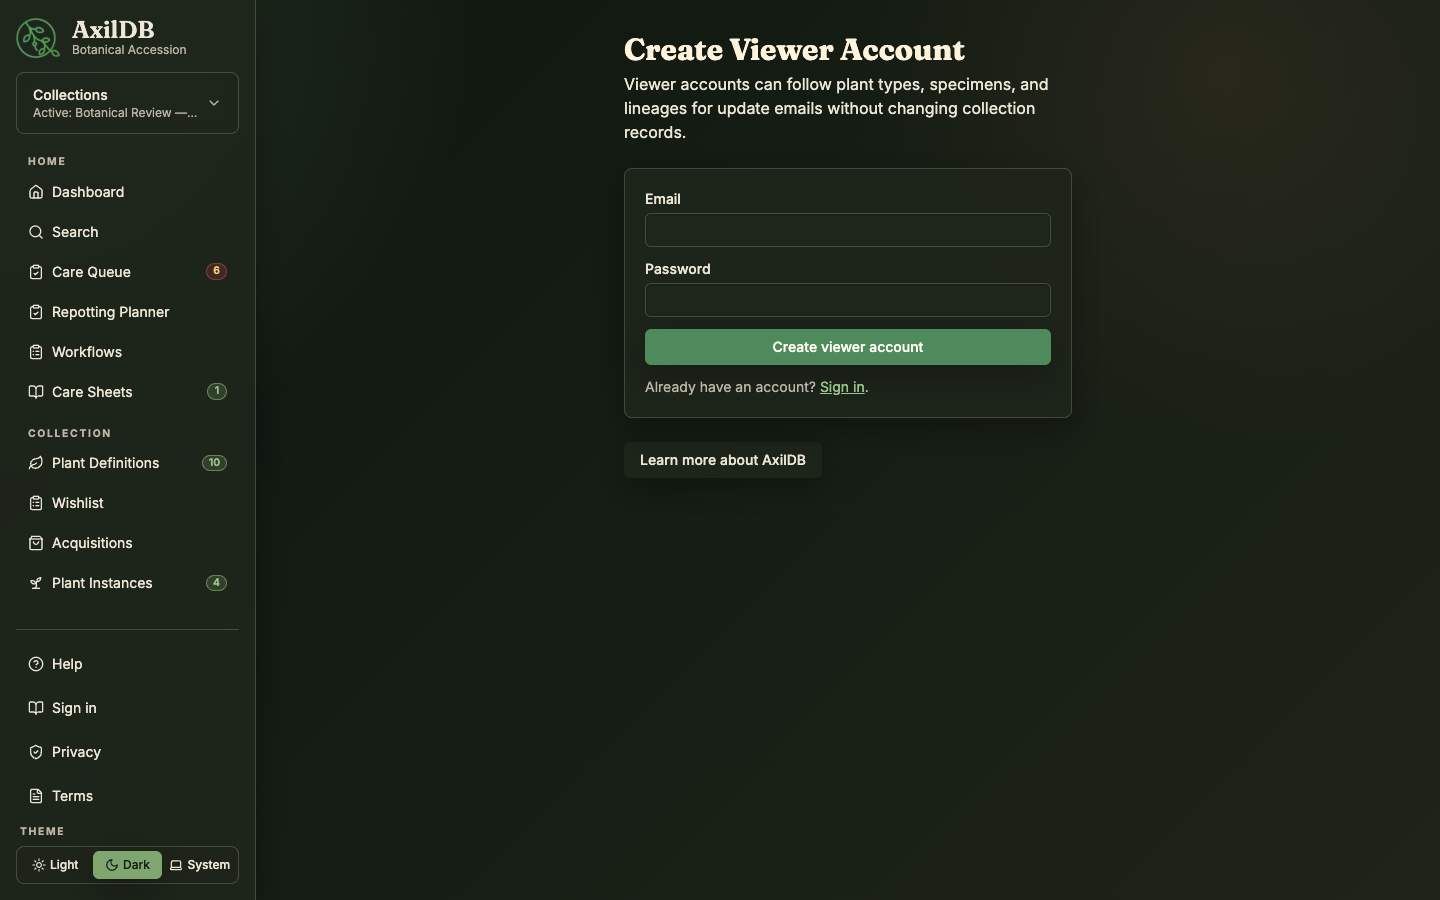 AxilDB
Botanical Accession
Collections
Active: Botanical Review —...
HOME
Dashboard
Search
Care Queue 6
Repotting Planner
Workflows
Care Sheets 1
COLLECTION
Plant Definitions 10
Wishlist
Acquisitions
Plant Instances 4
Help
Sign in
Privacy
Terms
THEME
Light Dark System
Create Viewer Account
Viewer accounts can follow plant types, specimens, and
lineages for update emails without changing collection
records.
Email
Password
Create viewer account
Already have an account? Sign in.
Learn more about AxilDB